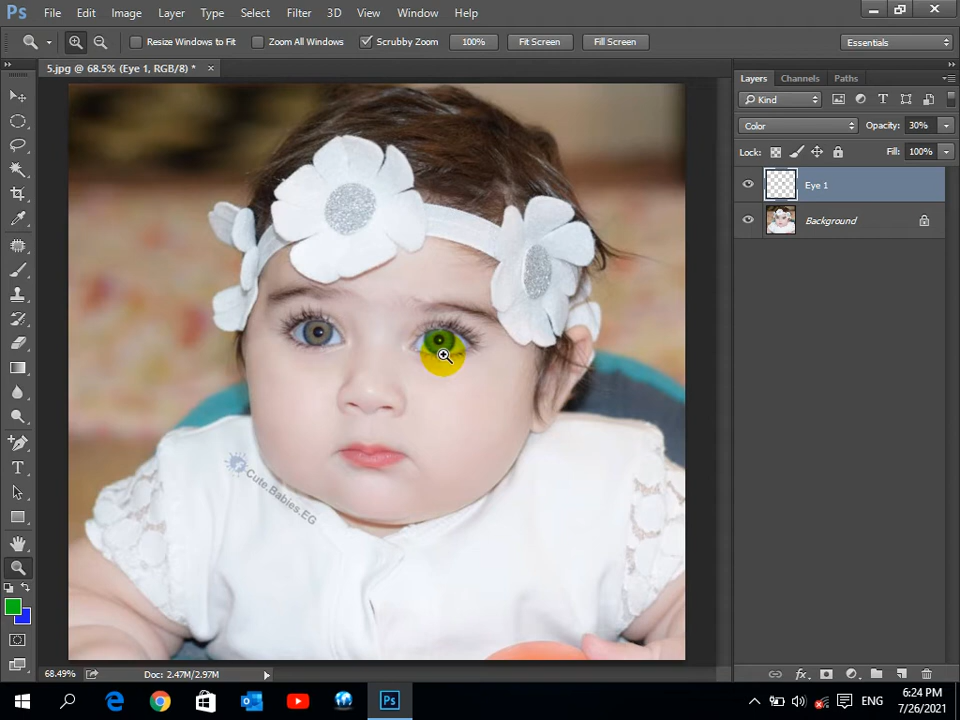 Ps File Edit Image Layer Type Select Filter 3D View Window Help
Resize Windows to Fit Zoom All Windows Scrubby Zoom 100% Fit Screen Fill Screen Essentials
5.jpg @ 68.5% (Eye 1, RGB/8) * ×
Layers Channels Paths
Kind
Color Opacity: 30%
Lock: Fill: 100%
Eye 1
Background
Cute.Babies.EG
68.49% Doc: 2.47M/2.97M
Ps ENG 6:24 PM
7/26/2021